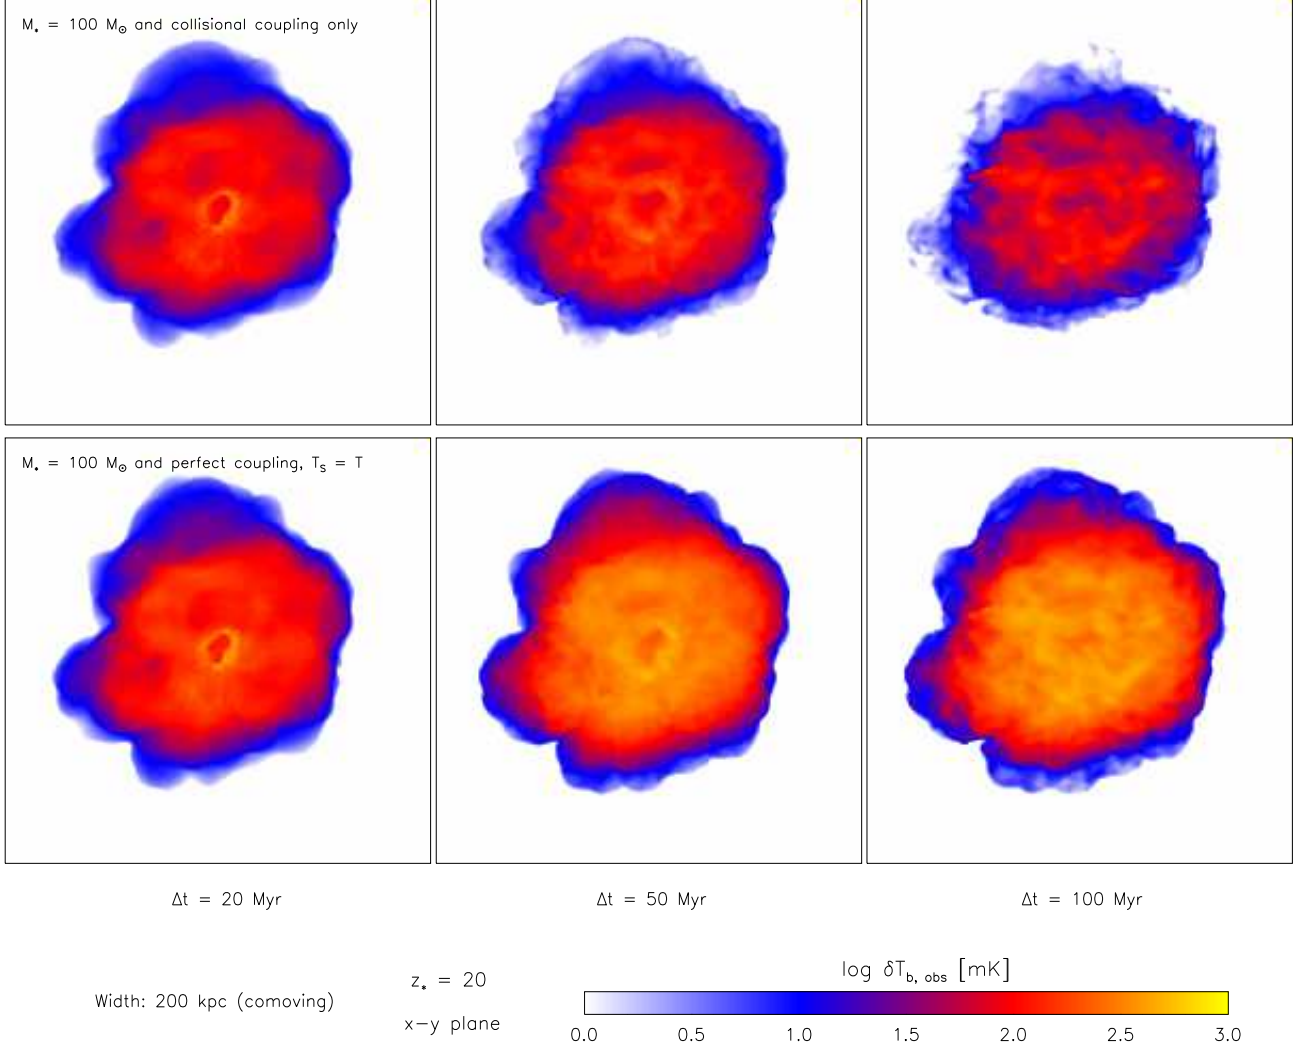 M⁎ = 100 M⊙ and collisional coupling only
M⁎ = 100 M⊙ and perfect coupling, Tₛ = T
Δt = 20 Myr
Δt = 50 Myr
Δt = 100 Myr
Width: 200 kpc (comoving)
z⁎ = 20
x-y plane
log δT_b, obs [mK]
0.0 0.5 1.0 1.5 2.0 2.5 3.0